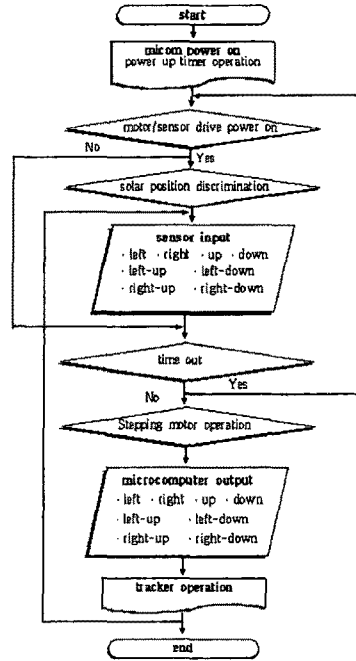 start
micom power on
power up timer operation
motor/sensor drive power on
No
Yes
solar position discrimination
sensor input
· left · right · up · down
· left-up · left-down
· right-up · right-down
time out
Yes
No
Stepping motor operation
microcomputer output
· left · right · up · down
· left-up · left-down
· right-up · right-down
tracker operation
end